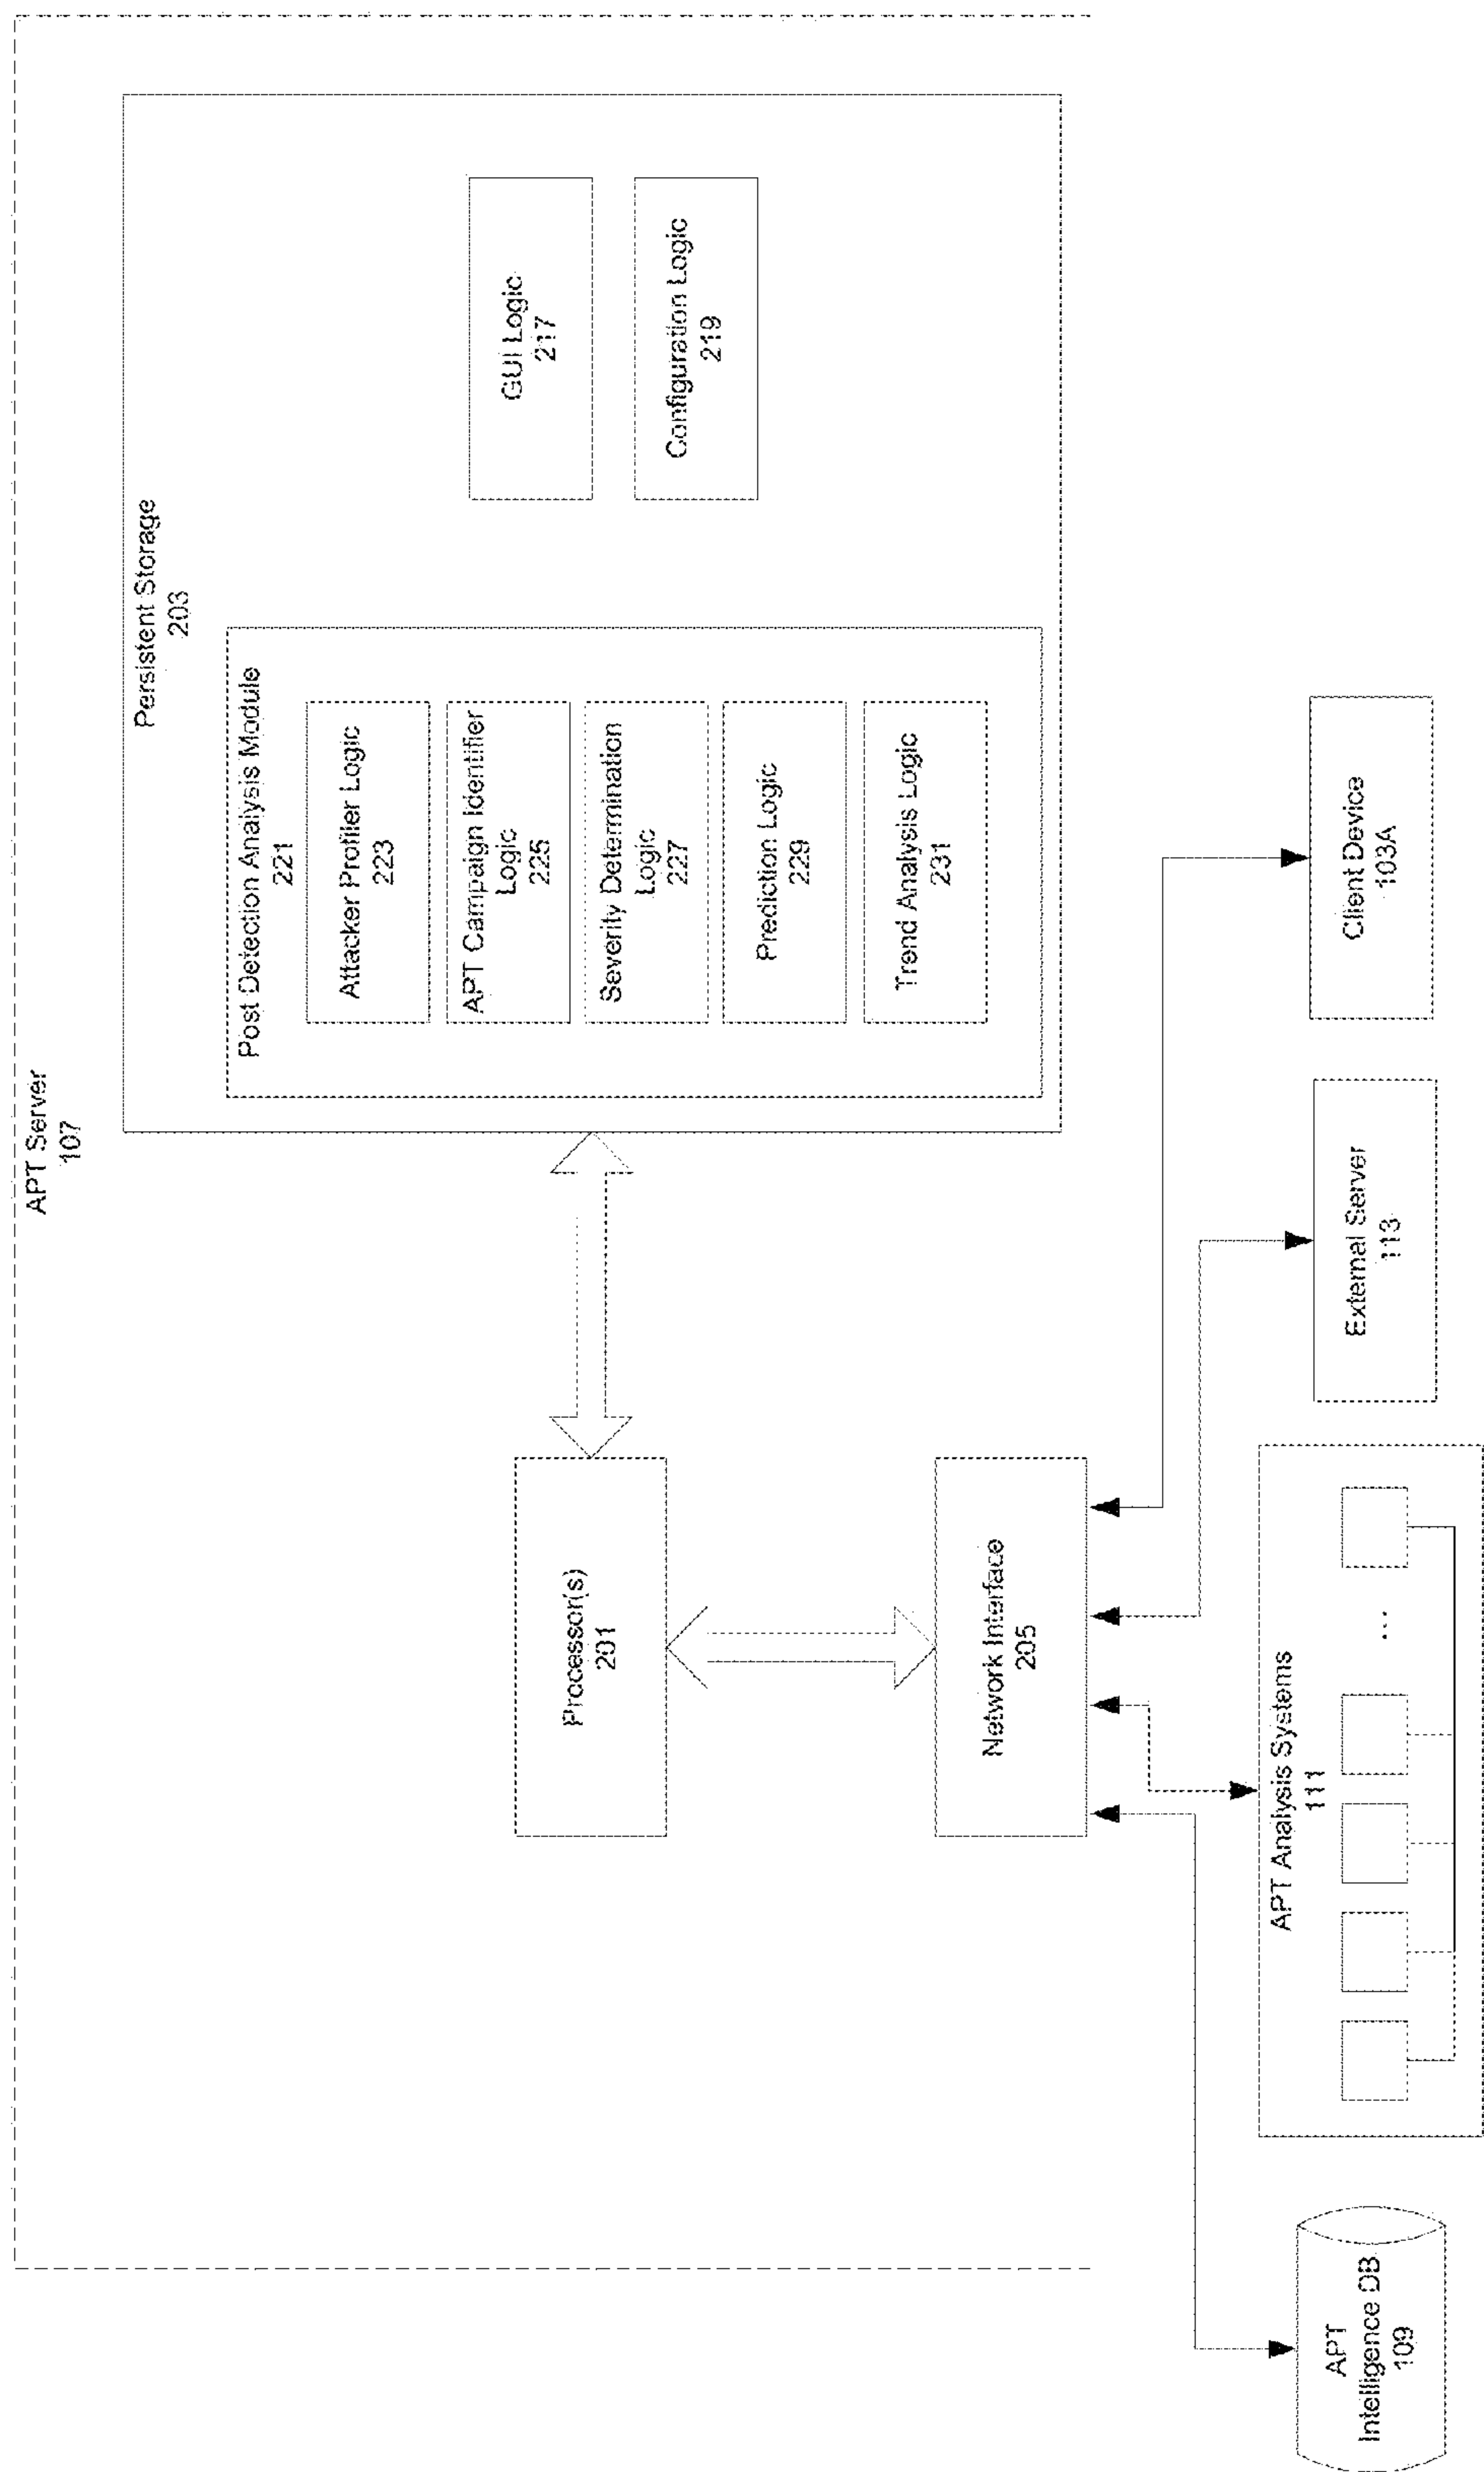 APT Server
107
Persistent Storage
203
Post Detection Analysis Module
221
Attacker Profiler Logic
223
APT Campaign Identifier
Logic
225
Severity Determination
Logic
227
Prediction Logic
229
Trend Analysis Logic
231
GUI Logic
217
Configuration Logic
219
Processor(s)
201
Network Interface
205
APT
Intelligence DB
109
APT Analysis Systems
111
...
External Server
113
Client Device
103A